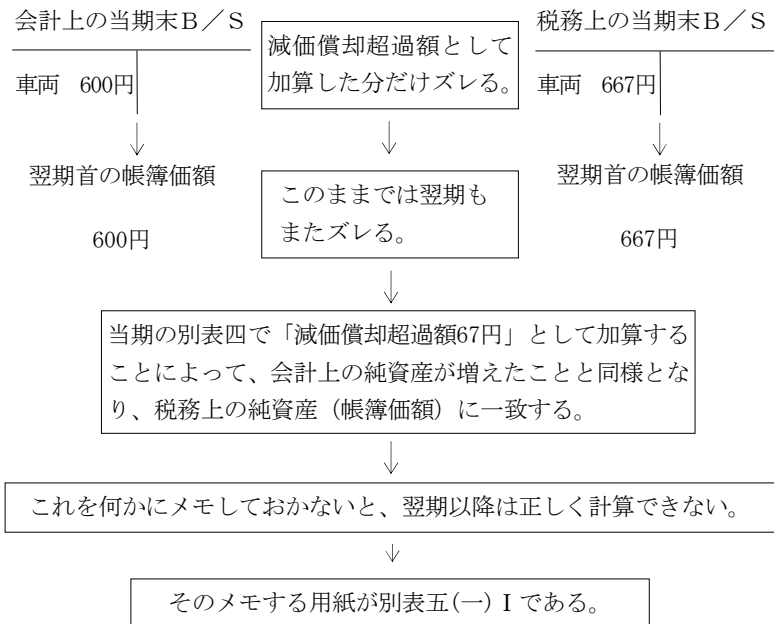 会計上の当期末B/S
減価償却超過額として
加算した分だけズレる。
税務上の当期末B/S
車両 600円
車両 667円
翌期首の帳簿価額
このままでは翌期も
またズレる。
翌期首の帳簿価額
600円
667円
当期の別表四で「減価償却超過額67円」として加算する
ことによって、会計上の純資産が増えたことと同様とな
り、税務上の純資産（帳簿価額）に一致する。
これを何かにメモしておかないと、翌期以降は正しく計算できない。
そのメモする用紙が別表五(一)Ⅰである。